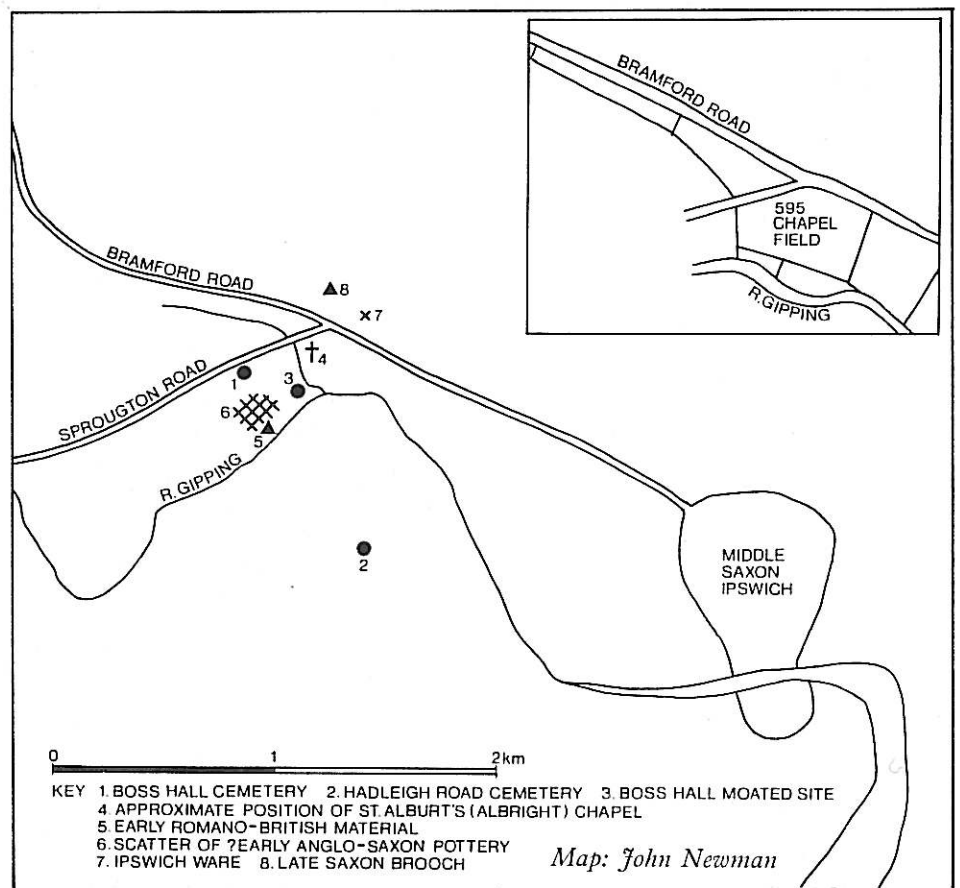 BRAMFORD ROAD
595
CHAPEL
FIELD
R.GIPPING
BRAMFORD ROAD
8
7
4
SPROUGTON ROAD
1
3
6
5
R.GIPPING
2
MIDDLE
SAXON
IPSWICH
0 1 2km
KEY 1. BOSS HALL CEMETERY 2. HADLEIGH ROAD CEMETERY 3. BOSS HALL MOATED SITE
4. APPROXIMATE POSITION OF ST. ALBURT'S (ALBRIGHT) CHAPEL
5. EARLY ROMANO-BRITISH MATERIAL
6. SCATTER OF ?EARLY ANGLO-SAXON POTTERY
7. IPSWICH WARE 8. LATE SAXON BROOCH
Map: John Newman